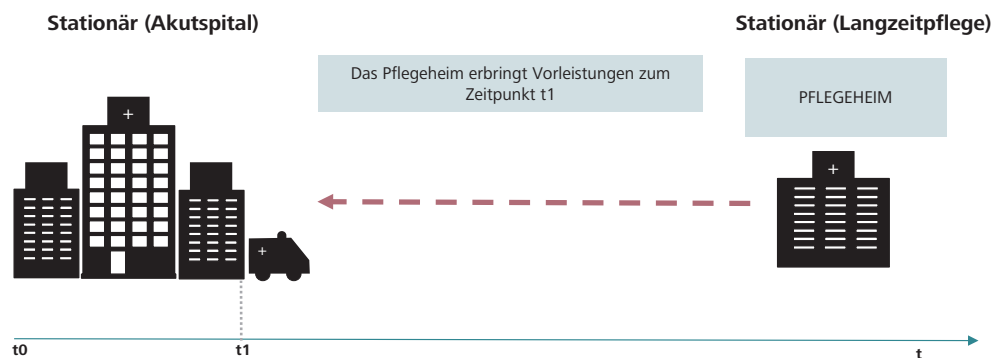 Stationär (Akutspital)
Stationär (Langzeitpflege)
Das Pflegeheim erbringt Vorleistungen zum
Zeitpunkt t1
PFLEGEHEIM
t0
t1
t